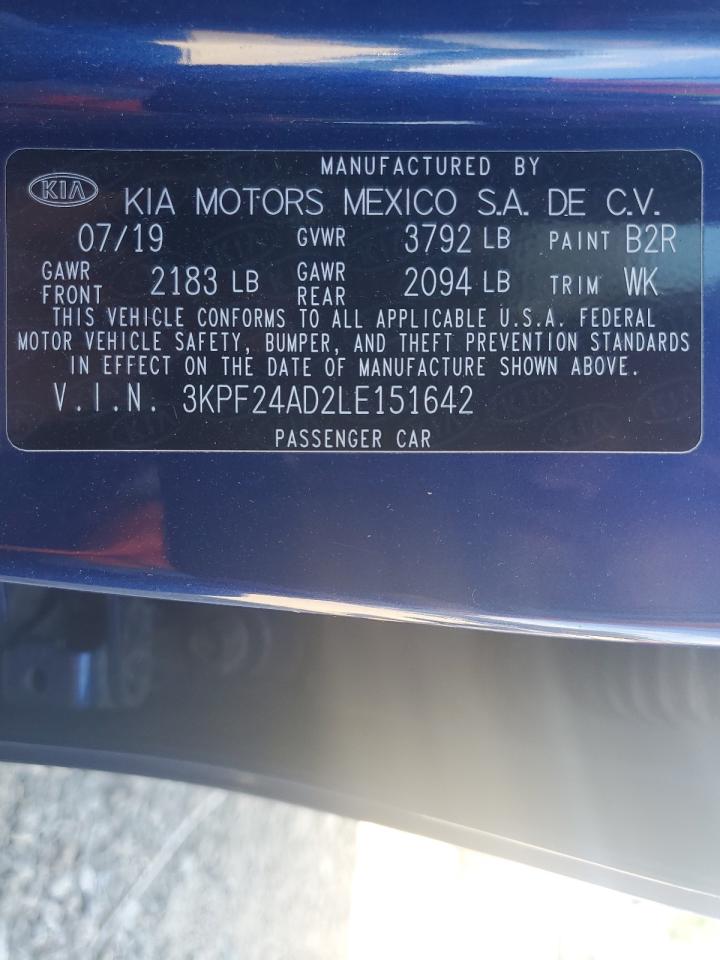 MANUFACTURED BY
KIA KIA MOTORS MEXICO S.A. DE C.V.
07/19 GVWR 3792 LB PAINT B2R
GAWR FRONT 2183 LB GAWR REAR 2094 LB TRIM WK
THIS VEHICLE CONFORMS TO ALL APPLICABLE U.S.A. FEDERAL
MOTOR VEHICLE SAFETY, BUMPER, AND THEFT PREVENTION STANDARDS
IN EFFECT ON THE DATE OF MANUFACTURE SHOWN ABOVE.
V.I.N. 3KPF24AD2LE151642
PASSENGER CAR